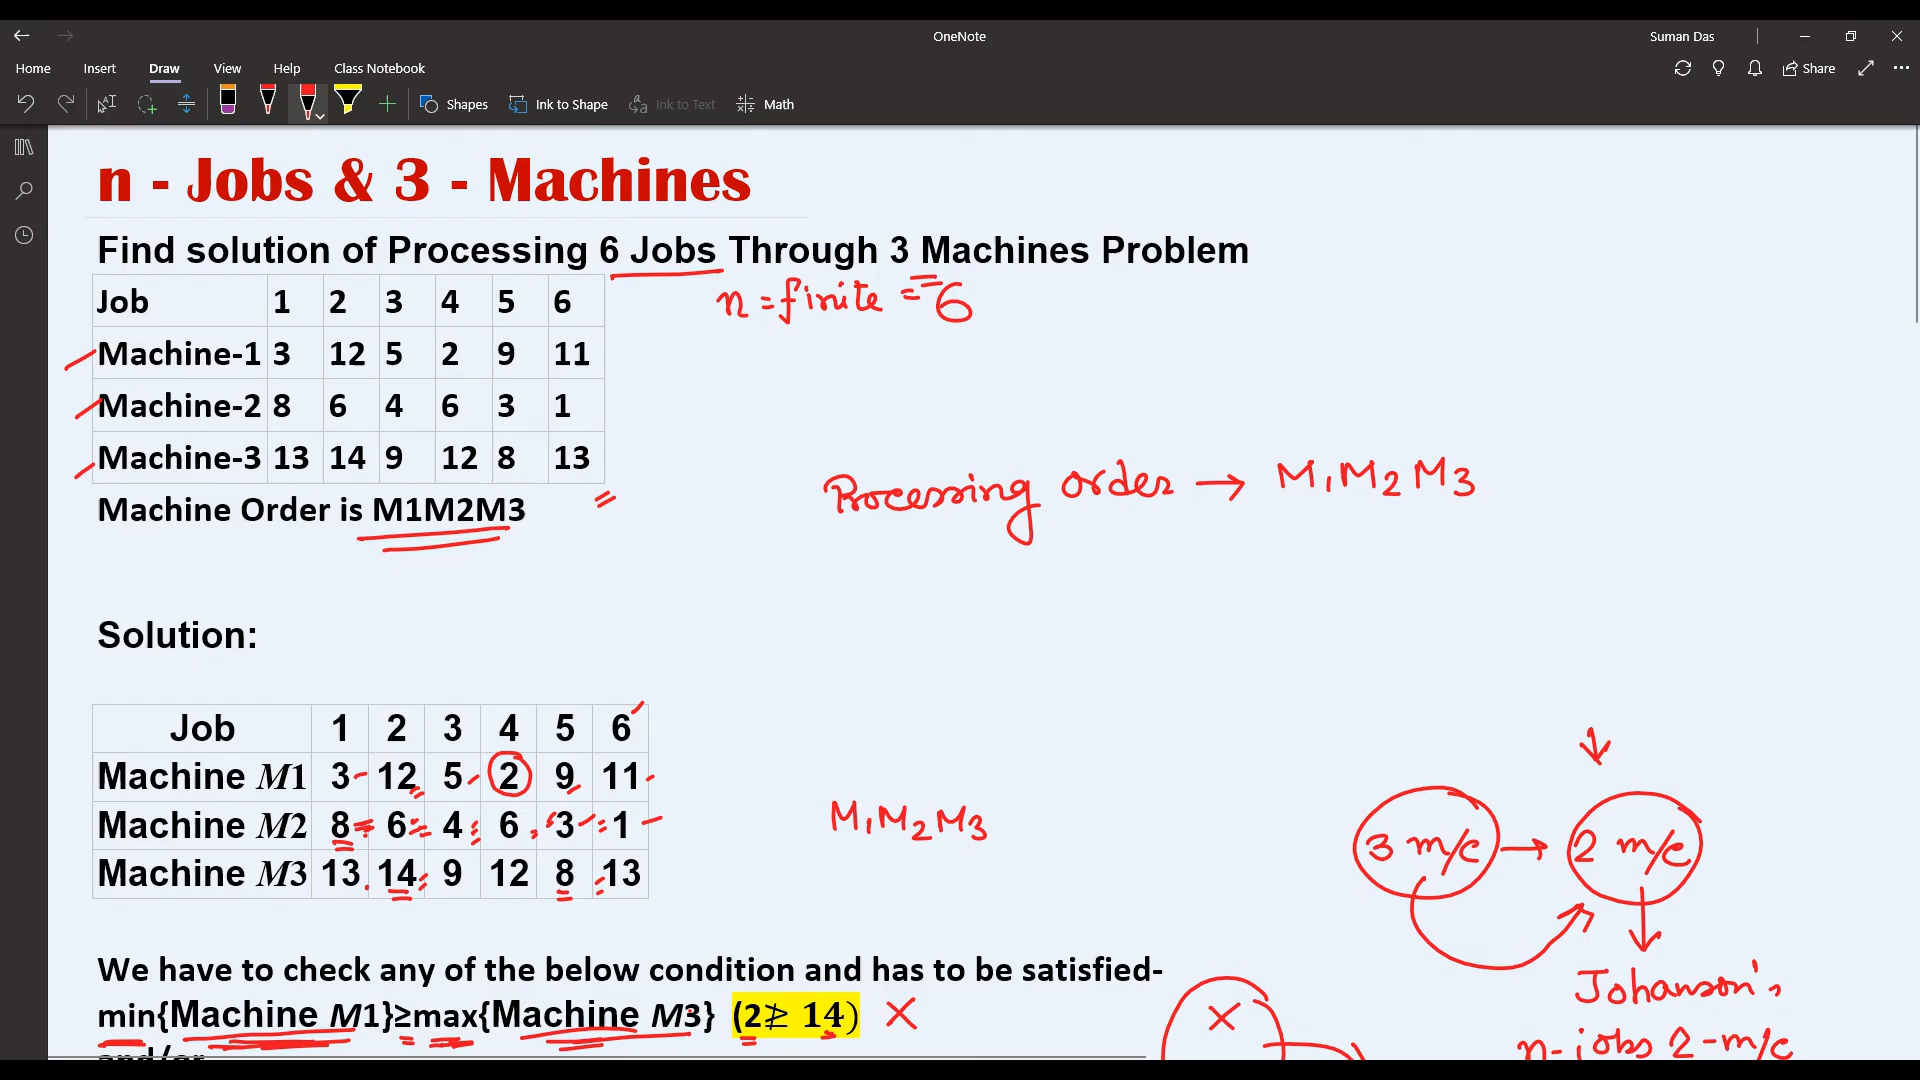 OneNote
Suman Das
Home Insert Draw View Help Class Notebook
Share
Shapes Ink to Shape Ink to Text Math
n - Jobs & 3 - Machines
Find solution of Processing 6 Jobs Through 3 Machines Problem
n = finite = 6
Job 1 2 3 4 5 6
Machine-1 3 12 5 2 9 11
Machine-2 8 6 4 6 3 1
Machine-3 13 14 9 12 8 13
Machine Order is M1M2M3
Processing order → M1M2M3
Solution:
Job 1 2 3 4 5 6
Machine M1 3 12 5 2 9 11
Machine M2 8 6 4 6 3 1
Machine M3 13 14 9 12 8 13
M1M2M3
3 m/c → 2 m/c
Johanson's
n-jobs 2-m/c
We have to check any of the below condition and has to be satisfied-
min{Machine M1}≥max{Machine M3} (2≱ 14) ×
×
and/or